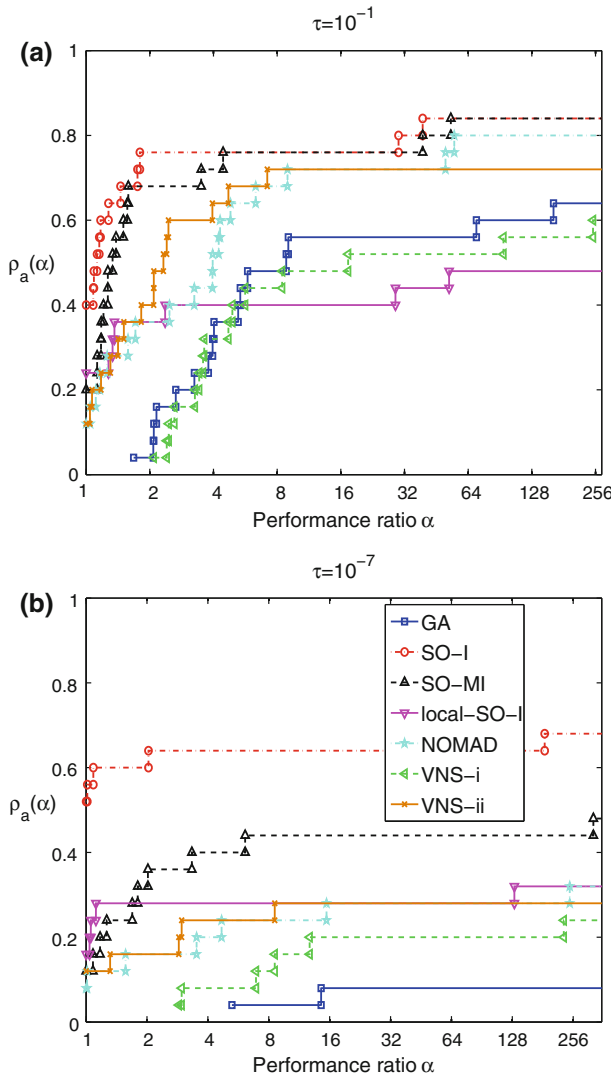 τ=10⁻¹
(a)
1
0.8
0.6
0.4
0.2
0
ρₐ(α)
1 2 4 8 16 32 64 128 256
Performance ratio α
τ=10⁻⁷
(b)
1
0.8
0.6
0.4
0.2
0
ρₐ(α)
GA
SO−I
SO−MI
local−SO−I
NOMAD
VNS−i
VNS−ii
1 2 4 8 16 32 64 128 256
Performance ratio α